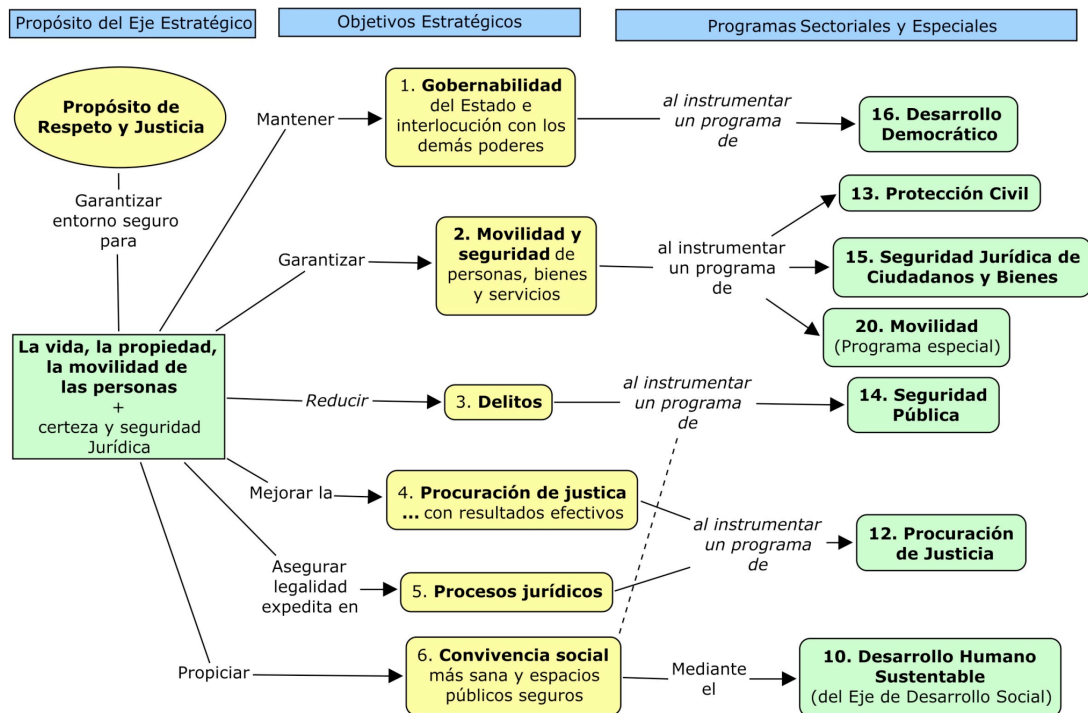 Propósito del Eje Estratégico
Objetivos Estratégicos
Programas Sectoriales y Especiales
Propósito de
Respeto y Justicia
Garantizar
entorno seguro
para
La vida, la propiedad,
la movilidad de
las personas
+
certeza y seguridad
Jurídica
Mantener
1. Gobernabilidad
del Estado e
interlocución con los
demás poderes
al instrumentar
un programa
de
16. Desarrollo
Democrático
Garantizar
2. Movilidad y
seguridad de
personas, bienes
y servicios
al instrumentar
un programa
de
13. Protección Civil
15. Seguridad Jurídica de
Ciudadanos y Bienes
20. Movilidad
(Programa especial)
Reducir
3. Delitos
al instrumentar
un programa
de
14. Seguridad
Pública
Mejorar la
4. Procuración de justica
... con resultados efectivos
Asegurar
legalidad
expedita en
5. Procesos jurídicos
al instrumentar
un programa
de
12. Procuración
de Justicia
Propiciar
6. Convivencia social
más sana y espacios
públicos seguros
Mediante
el
10. Desarrollo Humano
Sustentable
(del Eje de Desarrollo Social)